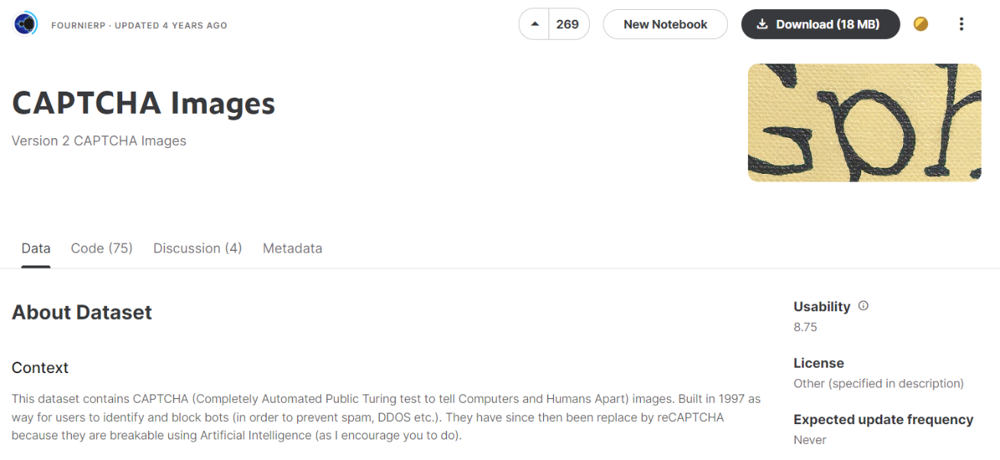 FOURNIERP · UPDATED 4 YEARS AGO
269
New Notebook
Download (18 MB)
CAPTCHA Images
Version 2 CAPTCHA Images
Gph
Data
Code (75)
Discussion (4)
Metadata
About Dataset
Context
This dataset contains CAPTCHA (Completely Automated Public Turing test to tell Computers and Humans Apart) images. Built in 1997 as
way for users to identify and block bots (in order to prevent spam, DDOS etc.). They have since then been replace by reCAPTCHA
because they are breakable using Artificial Intelligence (as I encourage you to do).
Usability
8.75
License
Other (specified in description)
Expected update frequency
Never